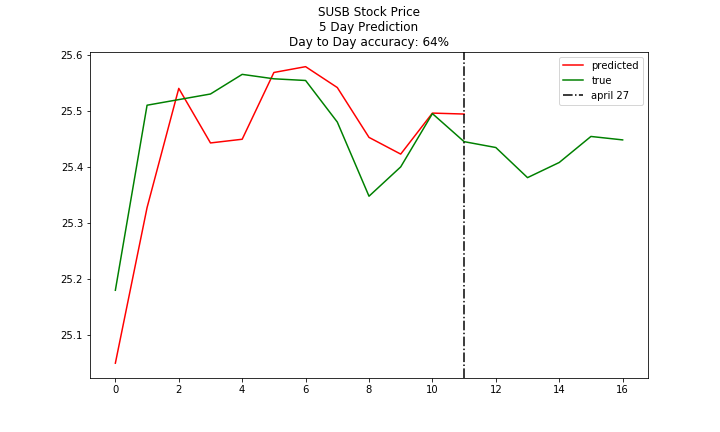 SUSB Stock Price
5 Day Prediction
Day to Day accuracy: 64%
predicted
true
april 27
25.6
25.5
25.4
25.3
25.2
25.1
0 2 4 6 8 10 12 14 16